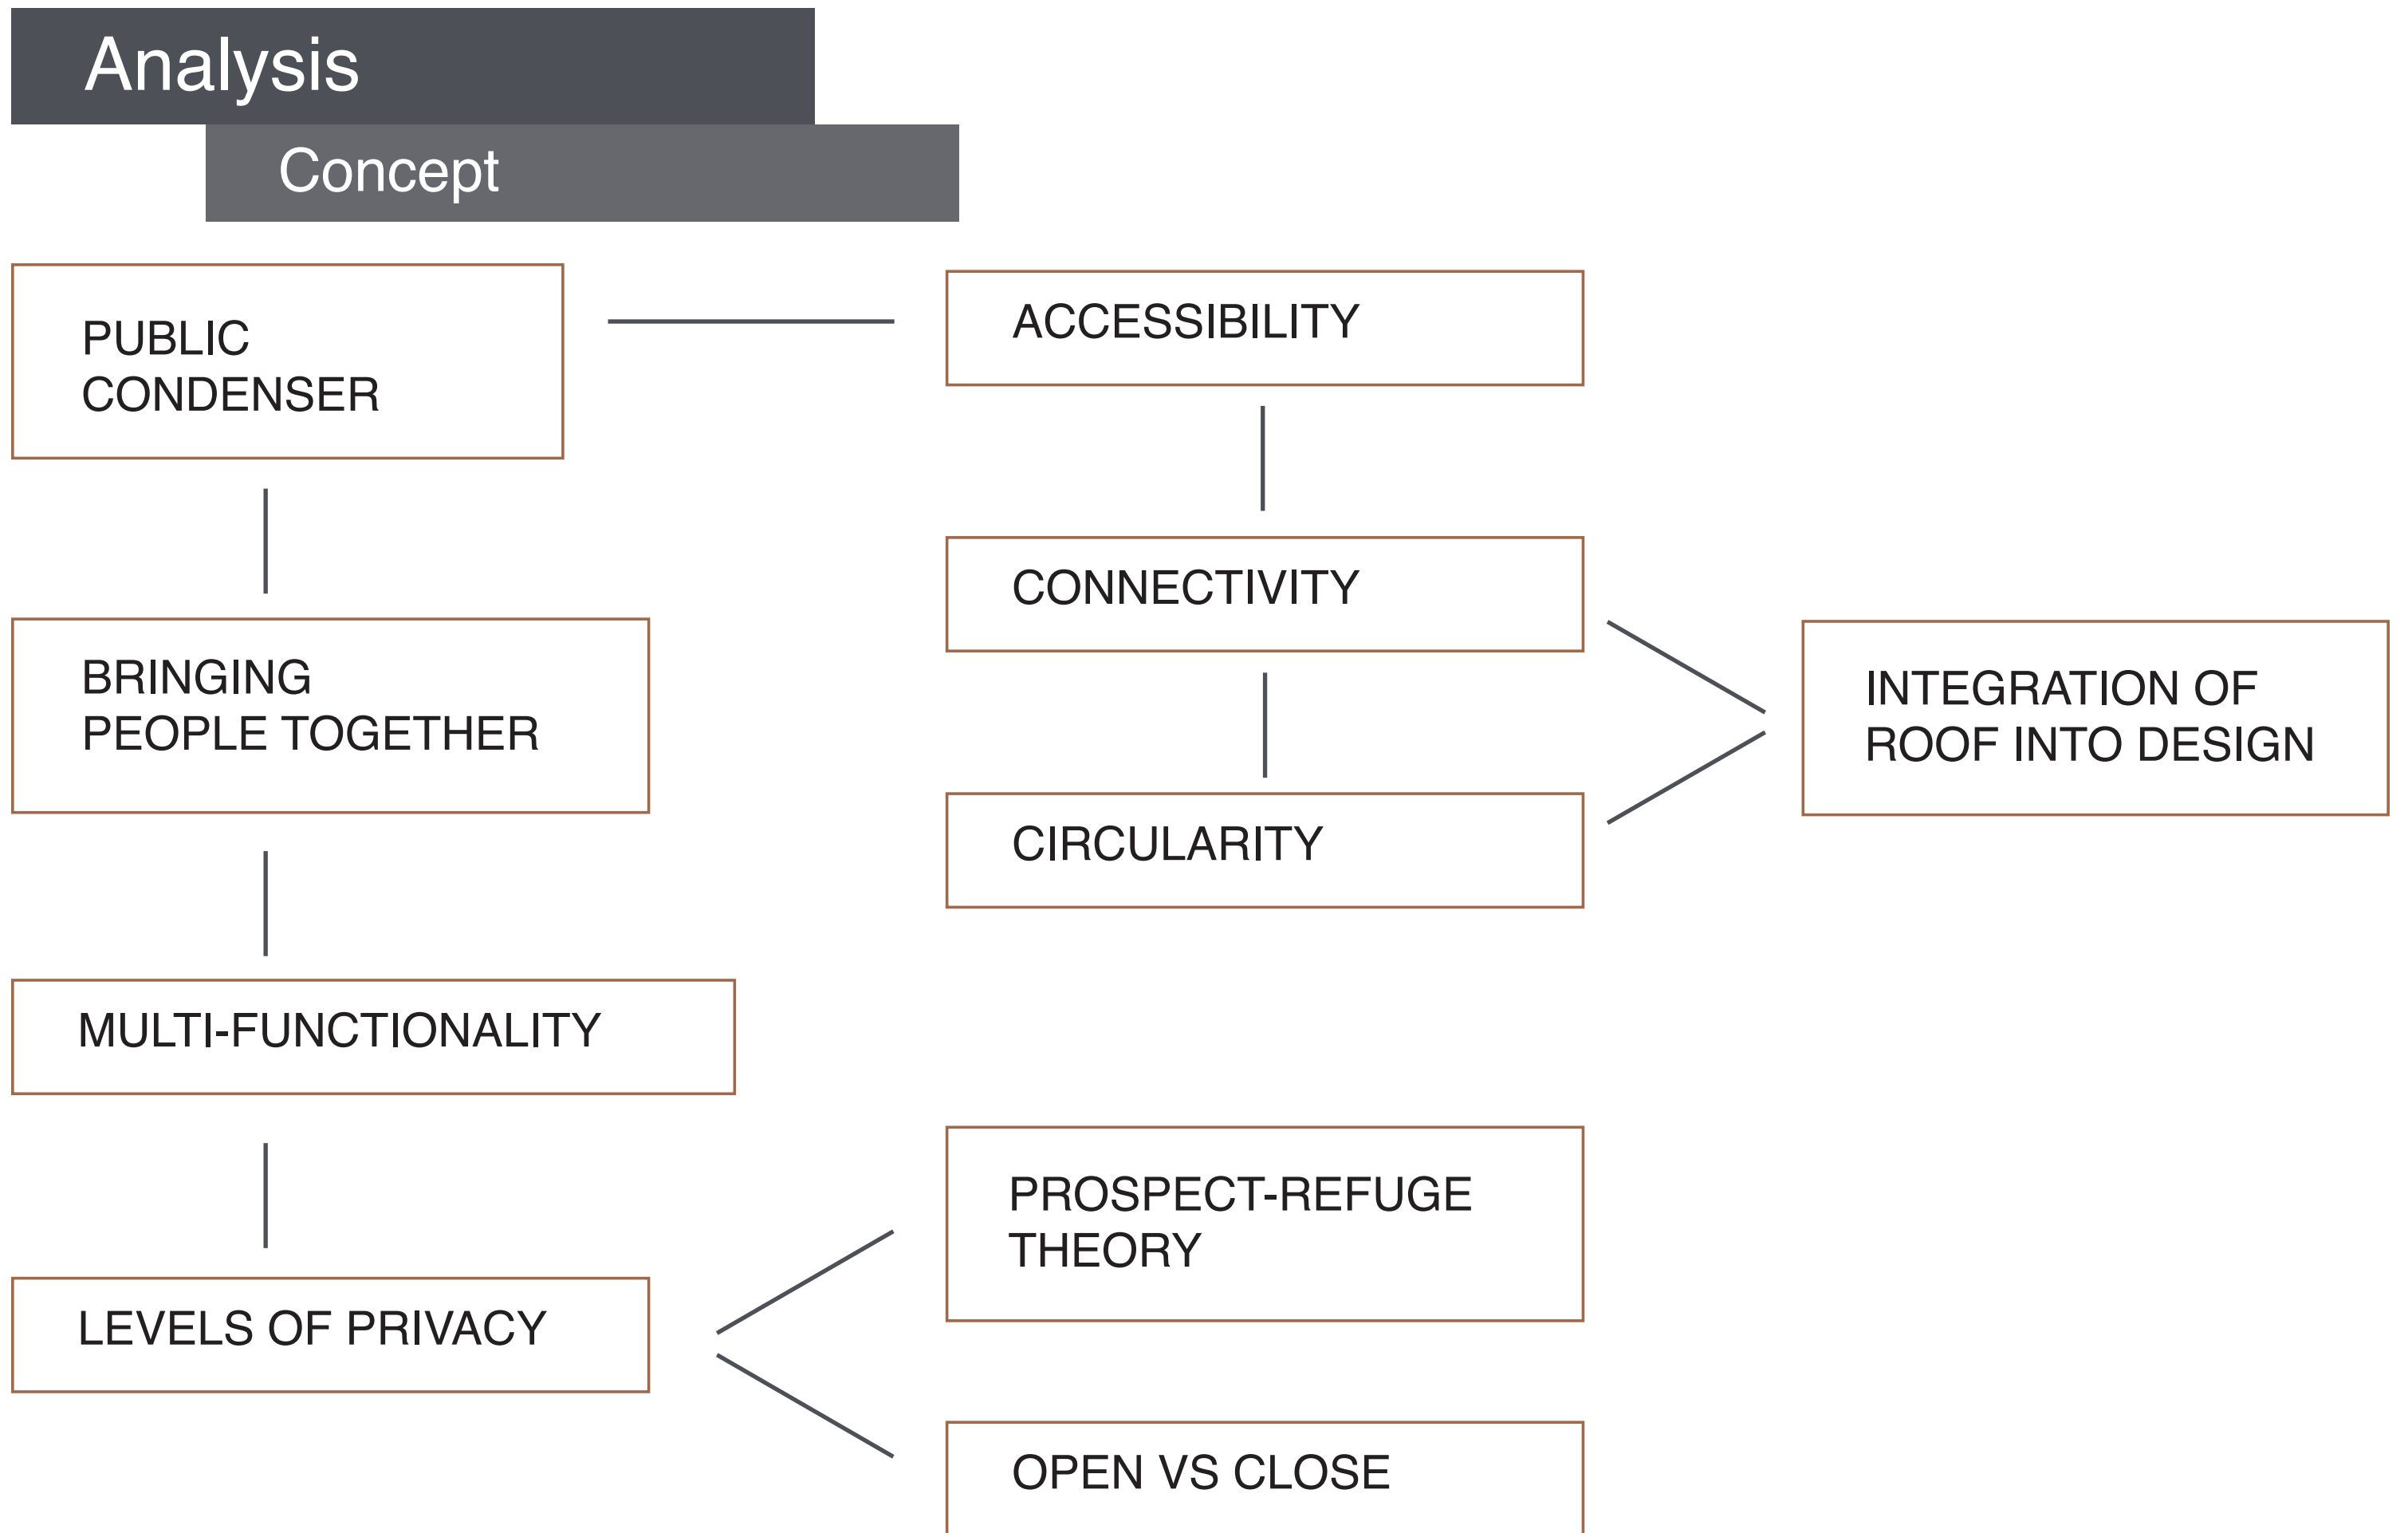 Analysis
Concept
PUBLIC
CONDENSER
ACCESSIBILITY
CONNECTIVITY
BRINGING
PEOPLE TOGETHER
INTEGRATION OF
ROOF INTO DESIGN
CIRCULARITY
MULTI-FUNCTIONALITY
PROSPECT-REFUGE
THEORY
LEVELS OF PRIVACY
OPEN VS CLOSE